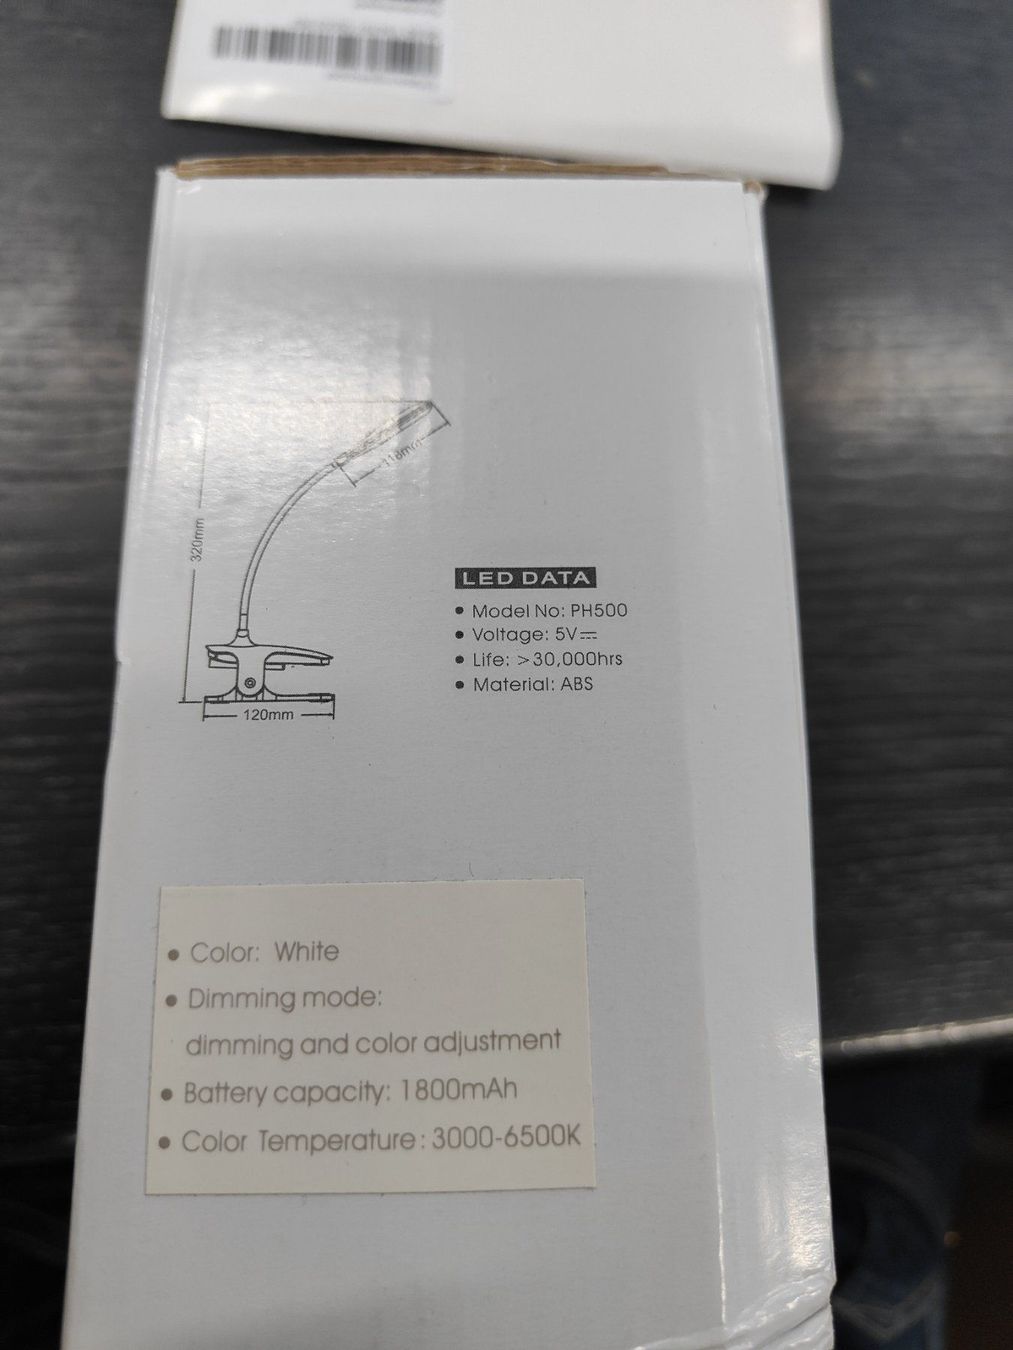 118mm
320mm
120mm
LED DATA
• Model No: PH500
• Voltage: 5V⎓
• Life: >30,000hrs
• Material: ABS
• Color: White
• Dimming mode:
dimming and color adjustment
• Battery capacity: 1800mAh
• Color Temperature: 3000-6500K